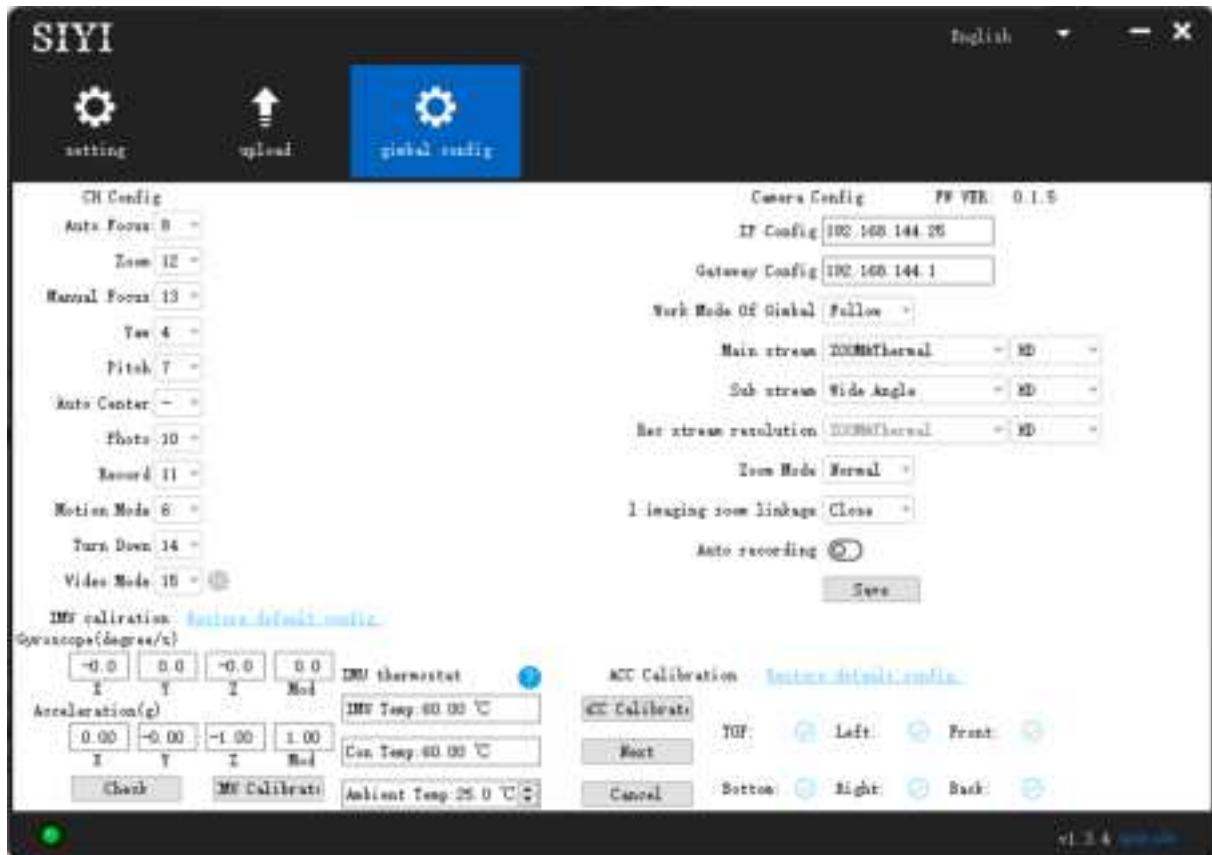 SIYI
English
setting
upload
gimbal config
CH Config
Auto Focus 8
Zoom 12
Manual Focus 13
Yaw 4
Pitch 7
Auto Center -
Photo 10
Record 11
Motion Mode 6
Turn Down 14
Video Mode 15
Camera Config FW VER: 0.1.5
IP Config 192.168.144.25
Gateway Config 192.168.144.1
Work Mode Of Gimbal Follow
Main stream ZOOM&Thermal HD
Sub stream Wide Angle HD
Rec stream resolution ZOOM&Thermal HD
Zoom Mode Normal
l imaging zoom linkage Close
Auto recording
Save
IMU caliration Restore default config.
Gyroscope(degree/s)
-0.0 0.0 -0.0 0.0
X Y Z Mod
Acceleration(g)
0.00 -0.00 -1.00 1.00
X Y Z Mod
Check MU Calibrati
IMU thermostat ?
IMU Temp:60.00 ℃
Con Temp:60.00 ℃
Ambient Temp:25.0 ℃
ACC Calibration Restore default config.
CC Calibrati
Next
Cancel
TOP: Left: Front:
Bottom: Right: Back:
v1.3.4